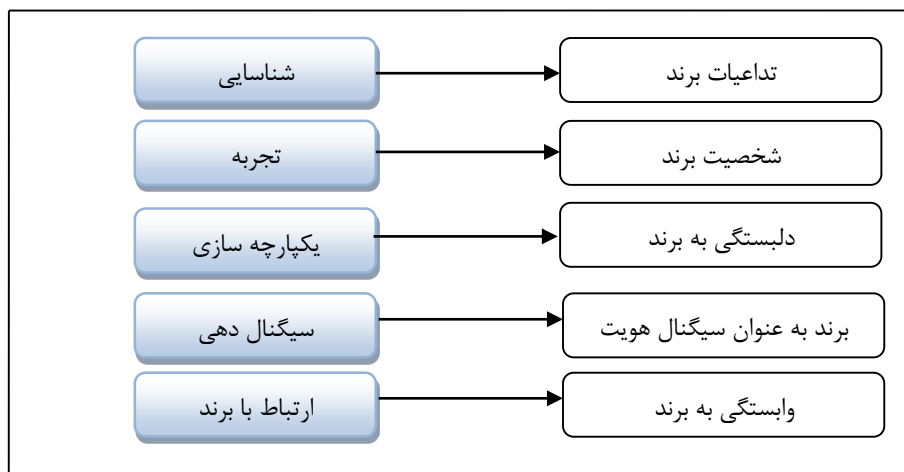 شناسایی
تداعیات برند
تجربه
شخصیت برند
یکپارچه سازی
دلبستگی به برند
سیگنال دهی
برند به عنوان سیگنال هویت
ارتباط با برند
وابستگی به برند